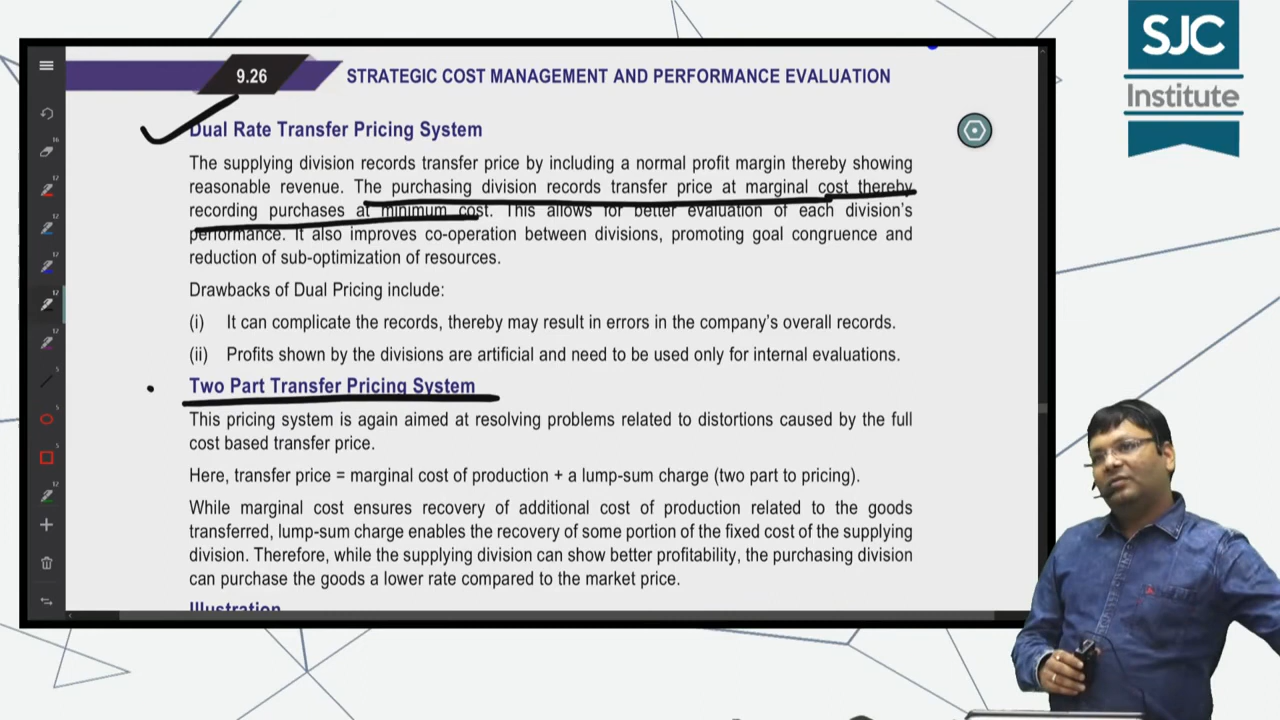 SJC
Institute
9.26
STRATEGIC COST MANAGEMENT AND PERFORMANCE EVALUATION
Dual Rate Transfer Pricing System
The supplying division records transfer price by including a normal profit margin thereby showing
reasonable revenue. The purchasing division records transfer price at marginal cost thereby
recording purchases at minimum cost. This allows for better evaluation of each division's
performance. It also improves co-operation between divisions, promoting goal congruence and
reduction of sub-optimization of resources.
Drawbacks of Dual Pricing include:
(i) It can complicate the records, thereby may result in errors in the company's overall records.
(ii) Profits shown by the divisions are artificial and need to be used only for internal evaluations.
Two Part Transfer Pricing System
This pricing system is again aimed at resolving problems related to distortions caused by the full
cost based transfer price.
Here, transfer price = marginal cost of production + a lump-sum charge (two part to pricing).
While marginal cost ensures recovery of additional cost of production related to the goods
transferred, lump-sum charge enables the recovery of some portion of the fixed cost of the supplying
division. Therefore, while the supplying division can show better profitability, the purchasing division
can purchase the goods a lower rate compared to the market price.
Illustration